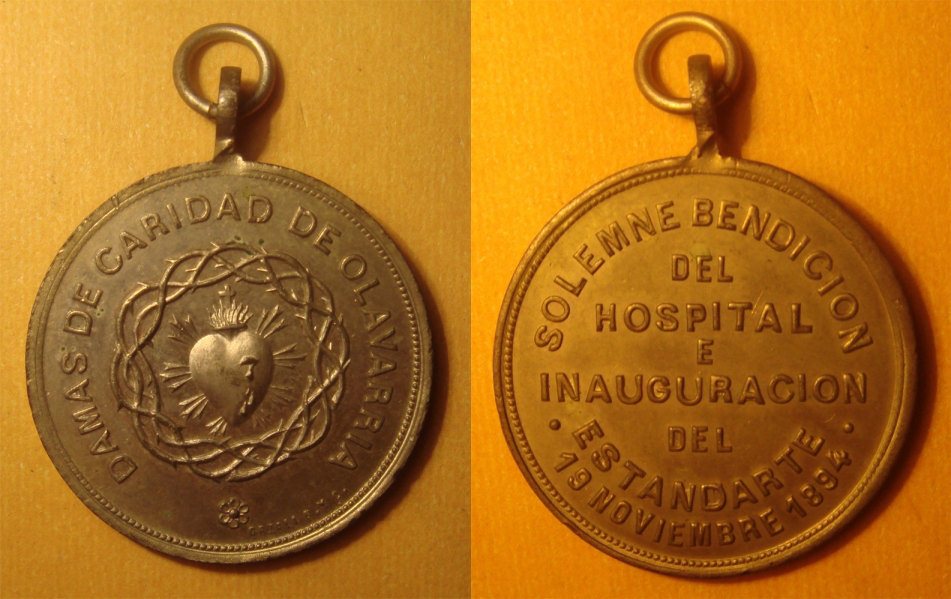 DAMAS DE CARIDAD DE OLAVARRIA
SOLEMNE BENDICION
DEL
HOSPITAL
E
INAUGURACION
DEL
ESTANDARTE
19 NOVIEMBRE 1894